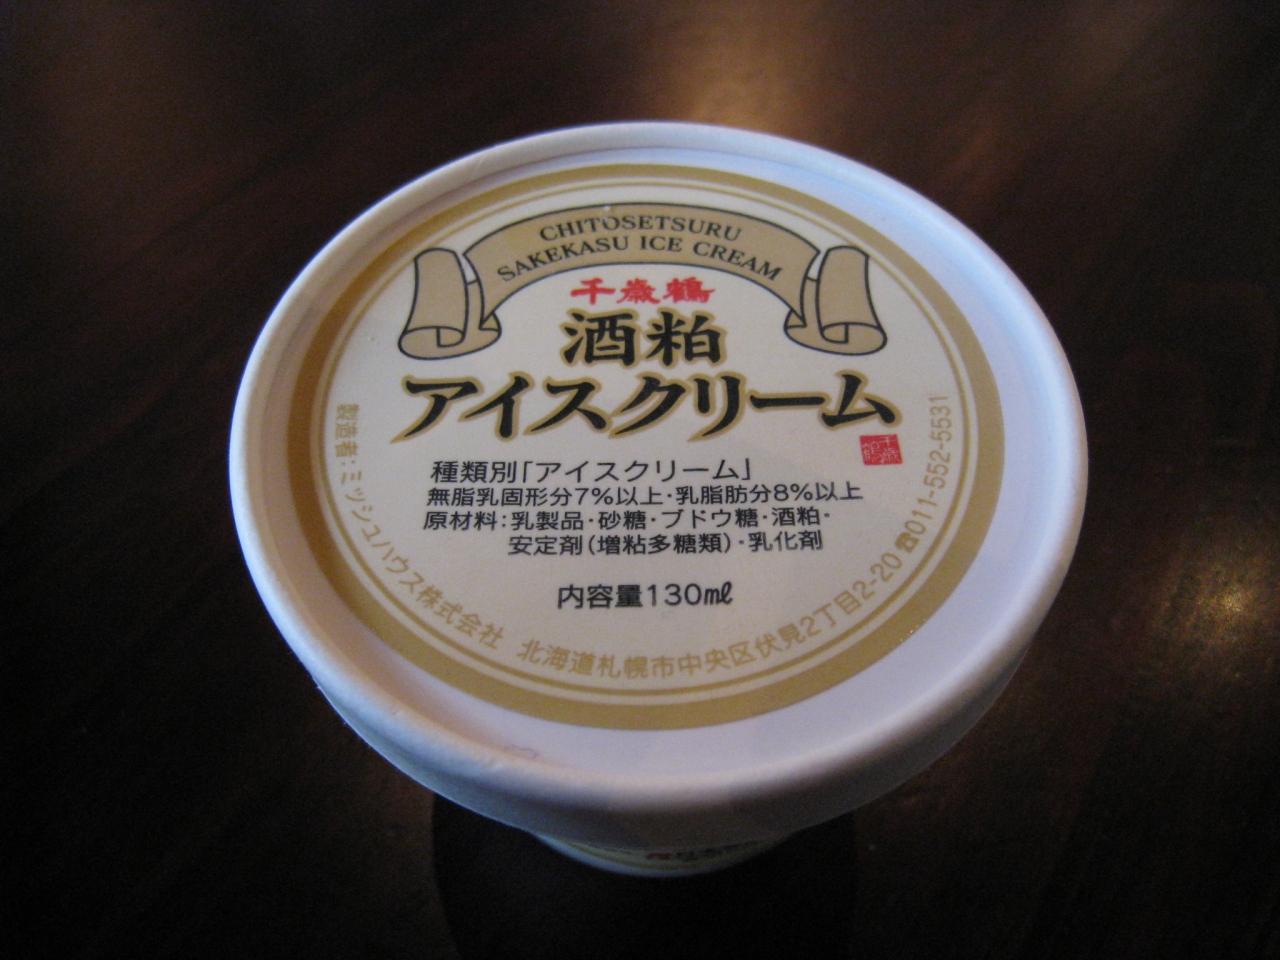 CHITOSETSURU
SAKEKASU ICE CREAM
千歳鶴
酒粕
アイスクリーム
千歳鶴
種類別「アイスクリーム」
無脂乳固形分7%以上・乳脂肪分8%以上
原材料:乳製品・砂糖・ブドウ糖・酒粕・
安定剤(増粘多糖類)・乳化剤
内容量130㎖
製造者:ミッシュハウス株式会社 北海道札幌市中央区伏見2丁目2-20 ☎011-552-5531